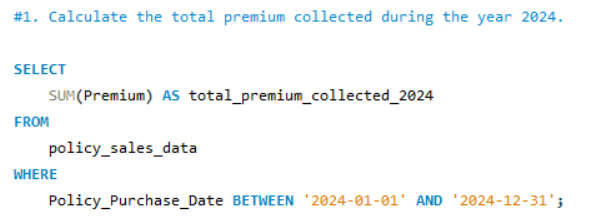 #1. Calculate the total premium collected during the year 2024.
SELECT
SUM(Premium) AS total_premium_collected_2024
FROM
policy_sales_data
WHERE
Policy_Purchase_Date BETWEEN '2024-01-01' AND '2024-12-31';